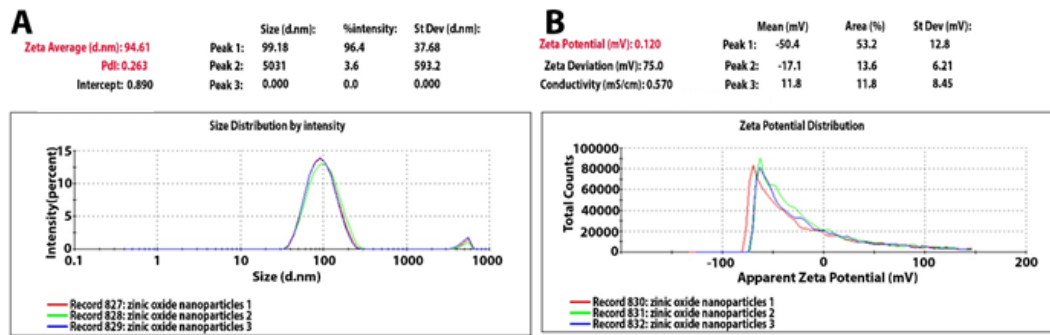 A
Size (d.nm): %intensity: St Dev (d.nm):
Zeta Average (d.nm): 94.61 Peak 1: 99.18 96.4 37.68
PdI: 0.263 Peak 2: 5031 3.6 593.2
Intercept: 0.890 Peak 3: 0.000 0.0 0.000
Size Distribution by intensity
Intensity(percent)
15
10
5
0
0.1 1 10 100 1000 1000
Size (d.nm)
Record 827: zinic oxide nanoparticles 1
Record 828: zinic oxide nanoparticles 2
Record 829: zinic oxide nanoparticles 3
B
Mean (mV) Area (%) St Dev (mV)
Zeta Potential (mV): 0.120 Peak 1: -50.4 53.2 12.8
Zeta Deviation (mV): 75.0 Peak 2: -17.1 13.6 6.21
Conductivity (mS/cm): 0.570 Peak 3: 11.8 11.8 8.45
Zeta Potential Distribution
Total Counts
100000
80000
60000
40000
20000
0
-100 0 100 200
Apparent Zeta Potential (mV)
Record 830: zinic oxide nanoparticles 1
Record 831: zinic oxide nanoparticles 2
Record 832: zinic oxide nanoparticles 3